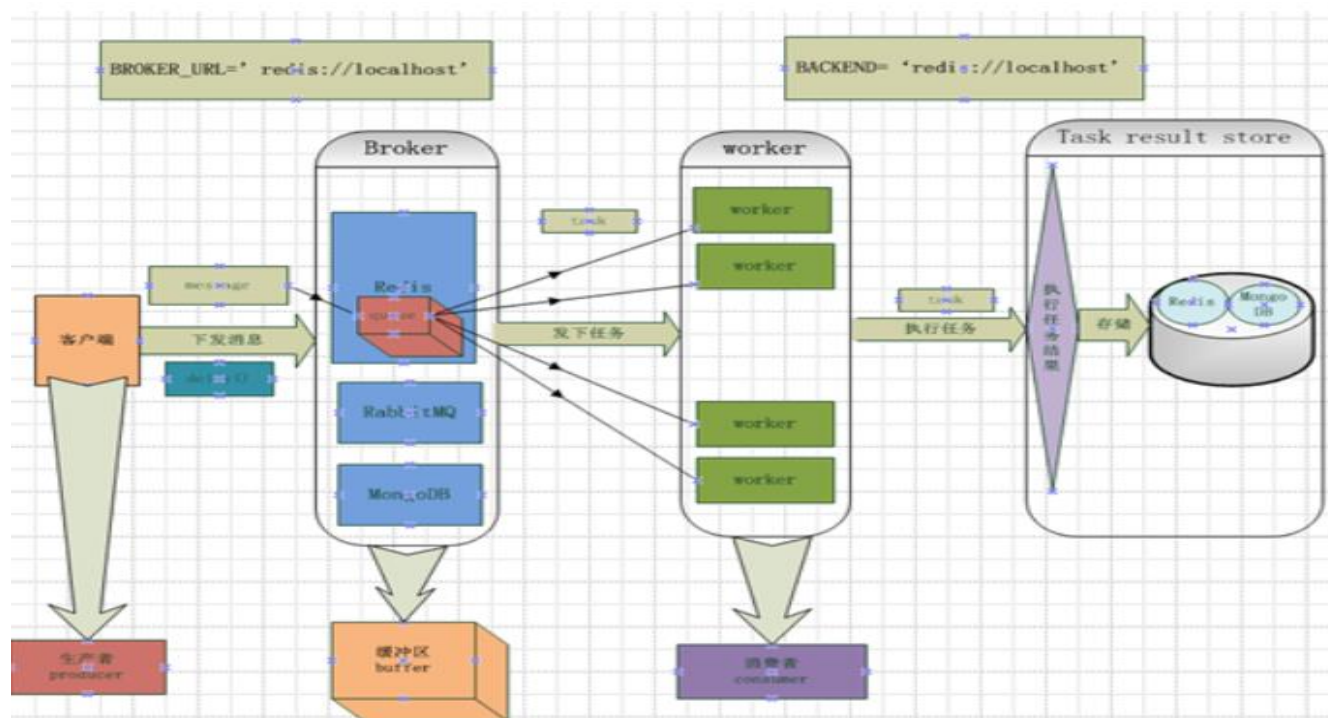 BROKER_URL=’ redis://localhost’
BACKEND= ‘redis://localhost’
Broker
worker
Task result store
task
worker
worker
message
Redis
queue
客户端
下发消息
发下任务
task
执行任务
执行任务结果
存储
Redis
Mongo
DB
delay()
RabbitMQ
worker
MongoDB
worker
生产者
producer
缓冲区
buffer
消费者
consumer